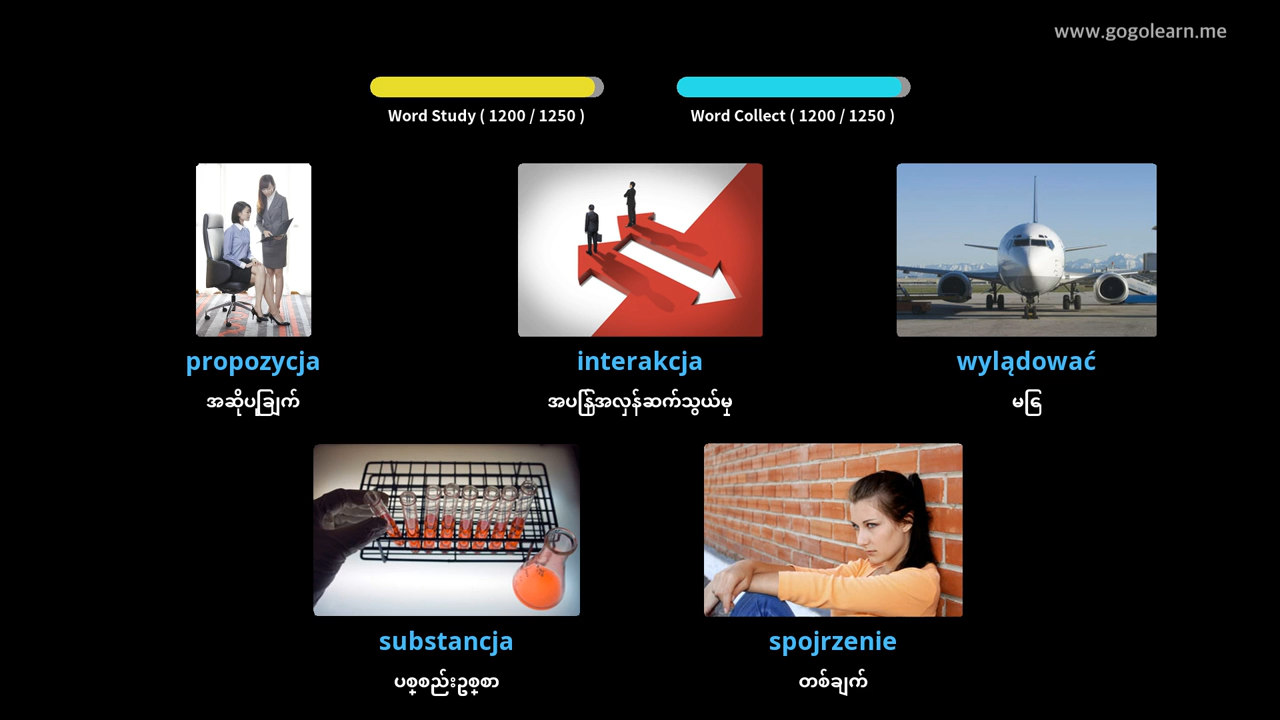 www.gogolearn.me
Word Study ( 1200 / 1250 )
Word Collect ( 1200 / 1250 )
propozycja
အဆိုပြုချက်
interakcja
အပြန်အလှန်ဆက်သွယ်မှု
wylądować
မြေ
substancja
ပစ္စည်းဥစ္စာ
spojrzenie
တစ်ချက်